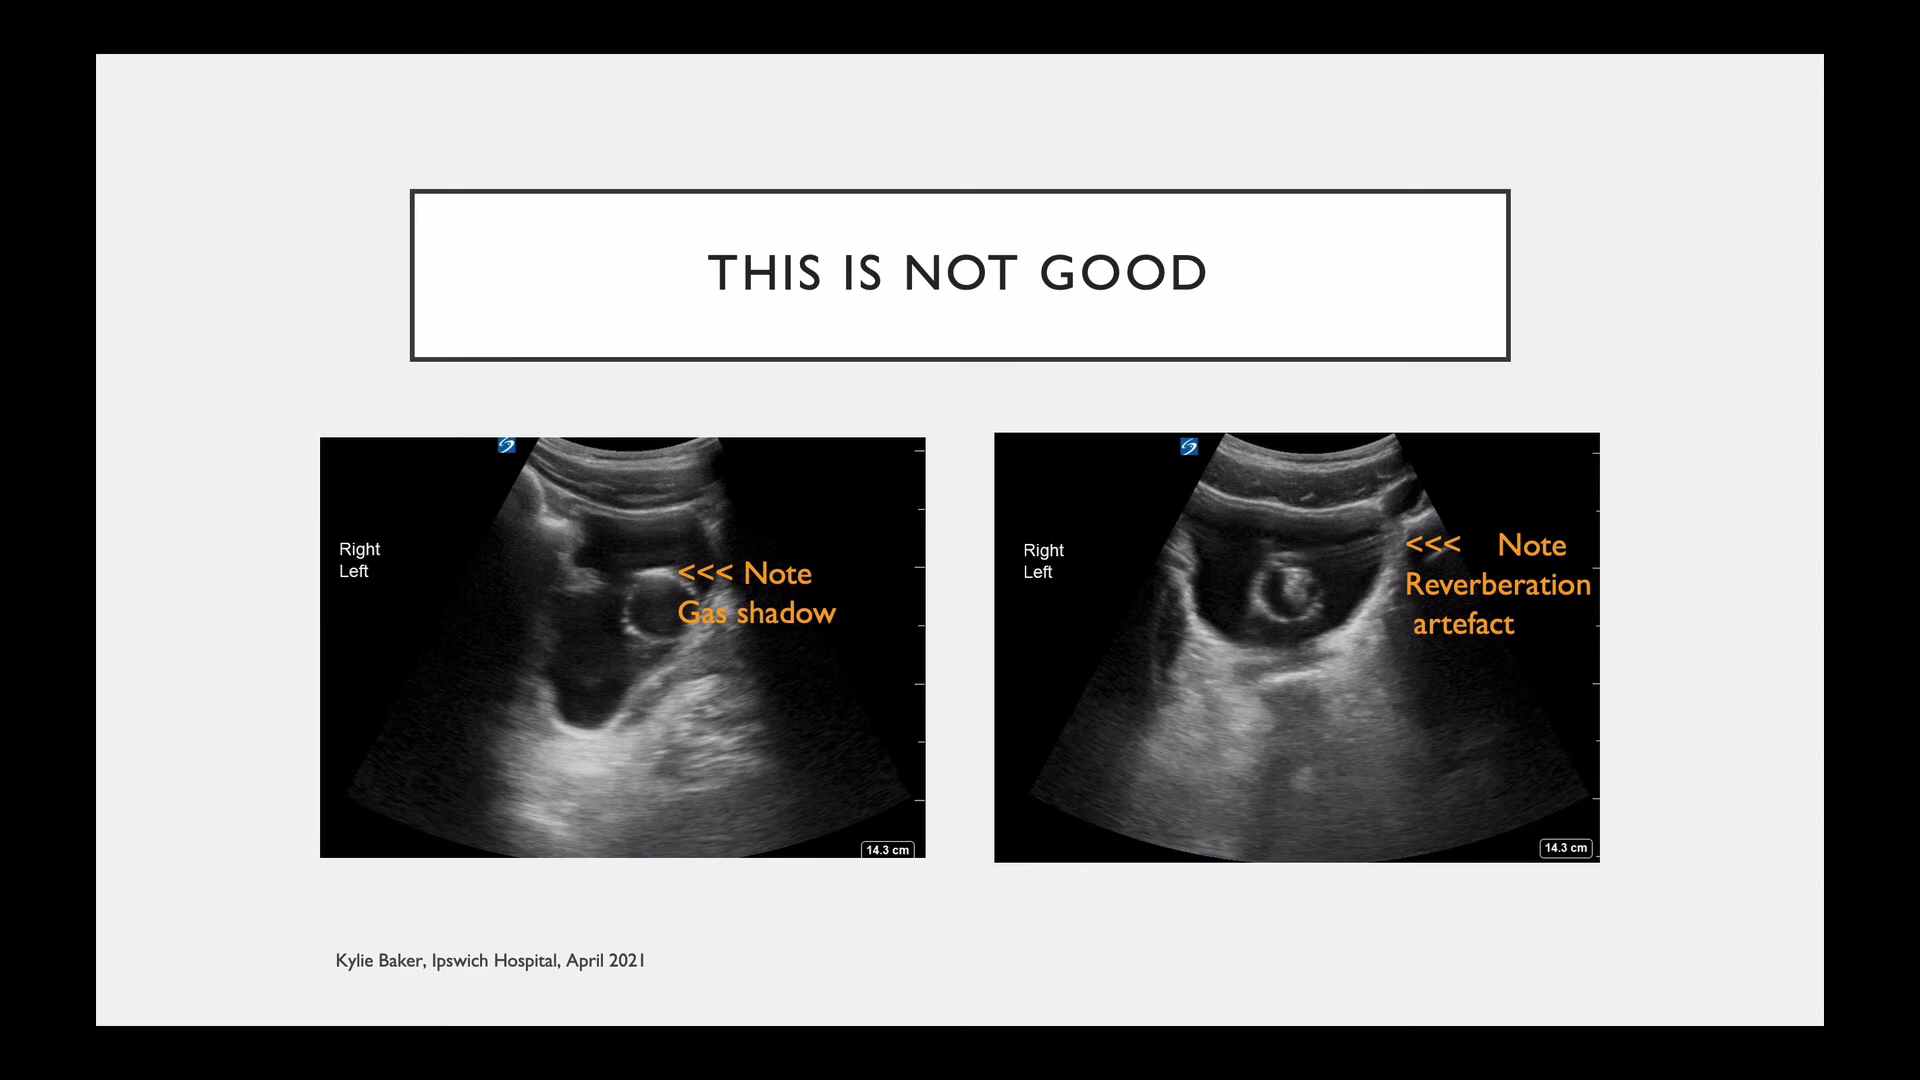 THIS IS NOT GOOD
Right
Left
<<< Note
Gas shadow
14.3 cm
Right
Left
<<< Note
Reverberation
artefact
14.3 cm
Kylie Baker, Ipswich Hospital, April 2021